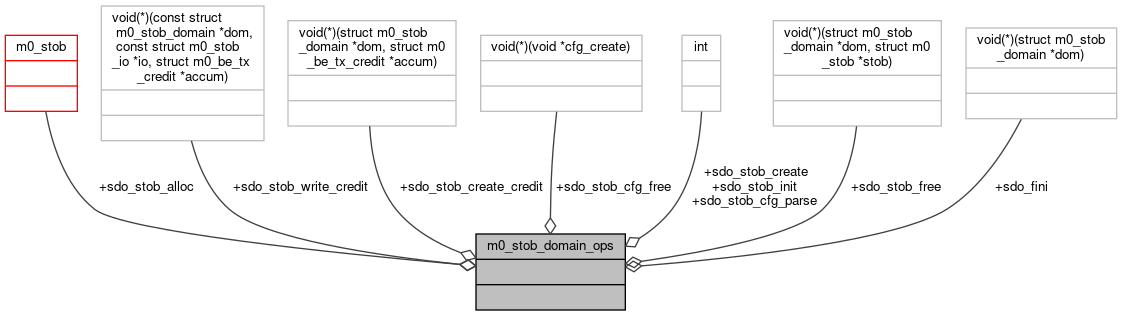 m0_stob
void(*)(const struct
m0_stob_domain *dom,
const struct m0_stob
_io *io, struct m0_be_tx
_credit *accum)
void(*)(struct m0_stob
_domain *dom, struct m0
_be_tx_credit *accum)
void(*)(void *cfg_create)
int
void(*)(struct m0_stob
_domain *dom, struct m0
_stob *stob)
void(*)(struct m0_stob
_domain *dom)
+sdo_stob_alloc
+sdo_stob_write_credit
+sdo_stob_create_credit
+sdo_stob_cfg_free
+sdo_stob_create
+sdo_stob_init
+sdo_stob_cfg_parse
+sdo_stob_free
+sdo_fini
m0_stob_domain_ops